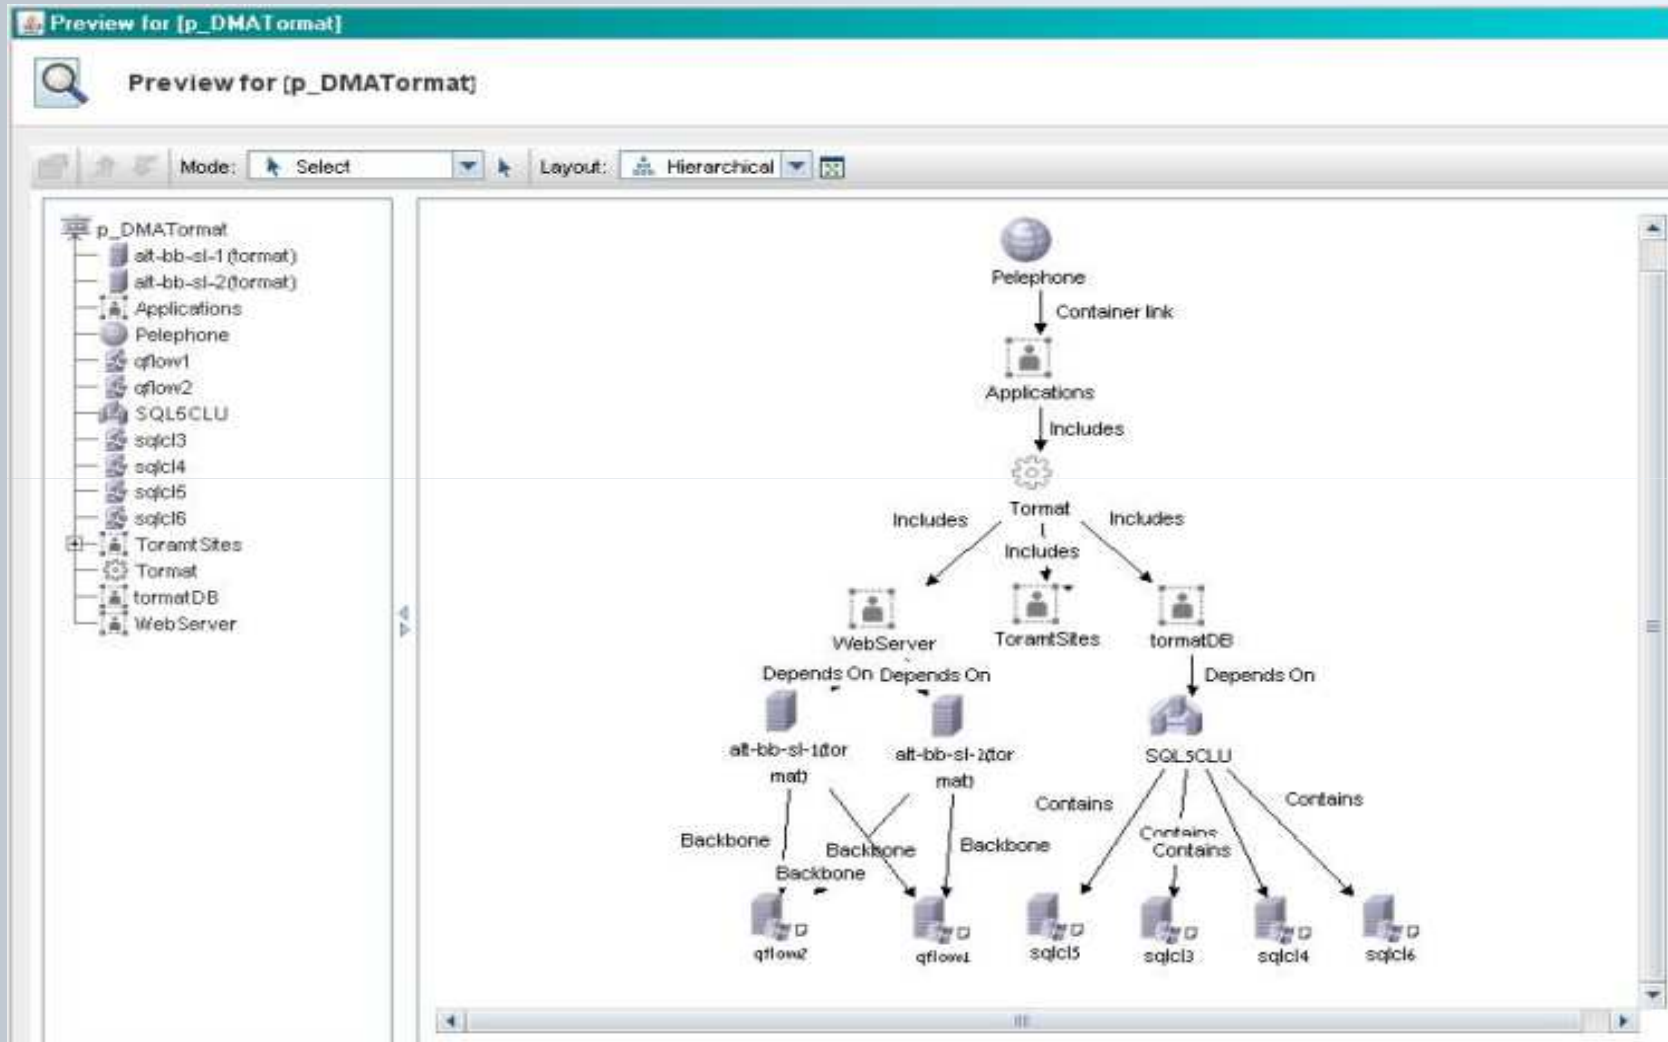 Preview for [p_DMATormat]
Preview for [p_DMATormat]
Mode: Select Layout: Hierarchical
p_DMATormat
alt-bb-sl-1(tormat)
alt-bb-sl-2(tormat)
Applications
Pelephone
qflow1
qflow2
SQL5CLU
sqlcl3
sqlcl4
sqlcl5
sqlcl6
ToramtSites
Tormat
tormatDB
WebServer
Pelephone
Container link
Applications
Includes
Tormat
Includes
Includes
Includes
WebServer
ToramtSites
tormatDB
Depends On
Depends On
Depends On
alt-bb-sl-1(tor
mat)
alt-bb-sl-2(tor
mat)
SQL5CLU
Contains
Contains
Contains
Contains
Backbone
Backbone
Backbone
Backbone
qflow2
qflow1
sqlcl5
sqlcl3
sqlcl4
sqlcl6